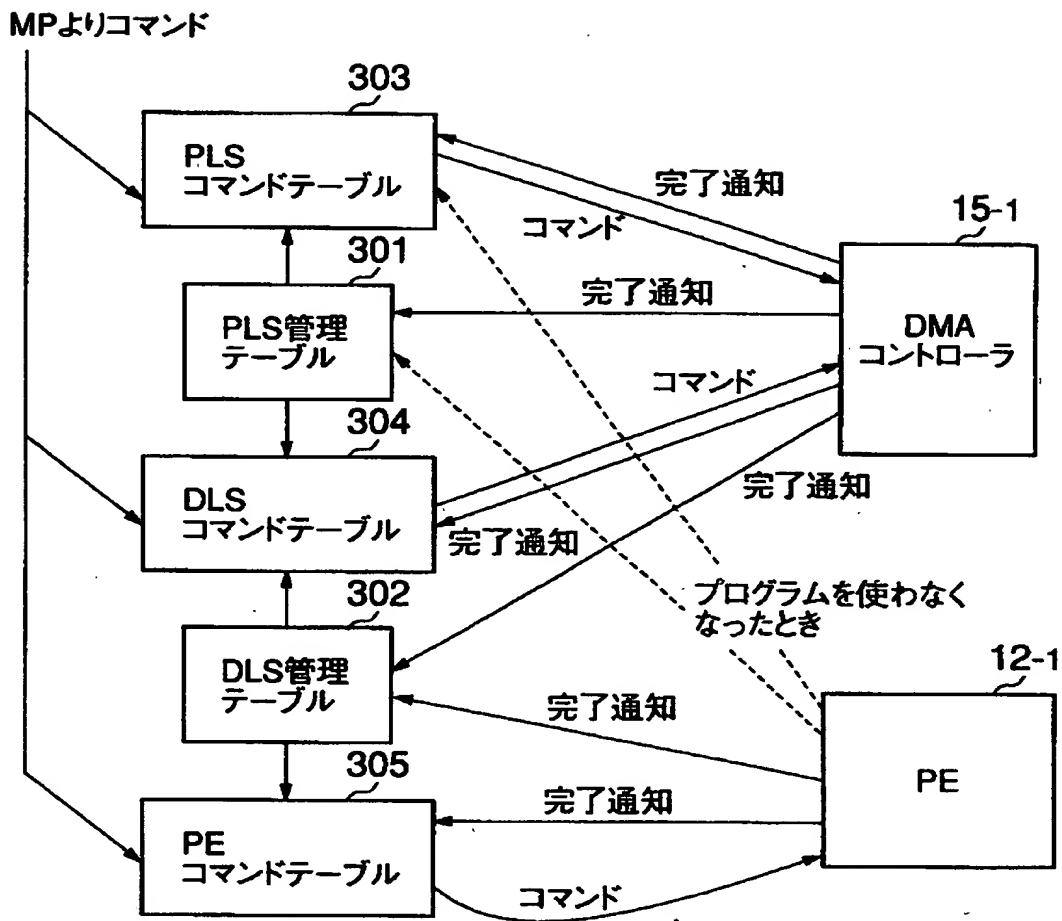 MPよりコマンド
303
PLS
コマンドテーブル
完了通知
コマンド
15-1
301
完了通知
PLS管理
テーブル
DMA
コントローラ
コマンド
304
DLS
コマンドテーブル
完了通知
完了通知
302
プログラムを使わなく
なったとき
DLS管理
テーブル
12-1
完了通知
305
PE
完了通知
PE
コマンドテーブル
コマンド